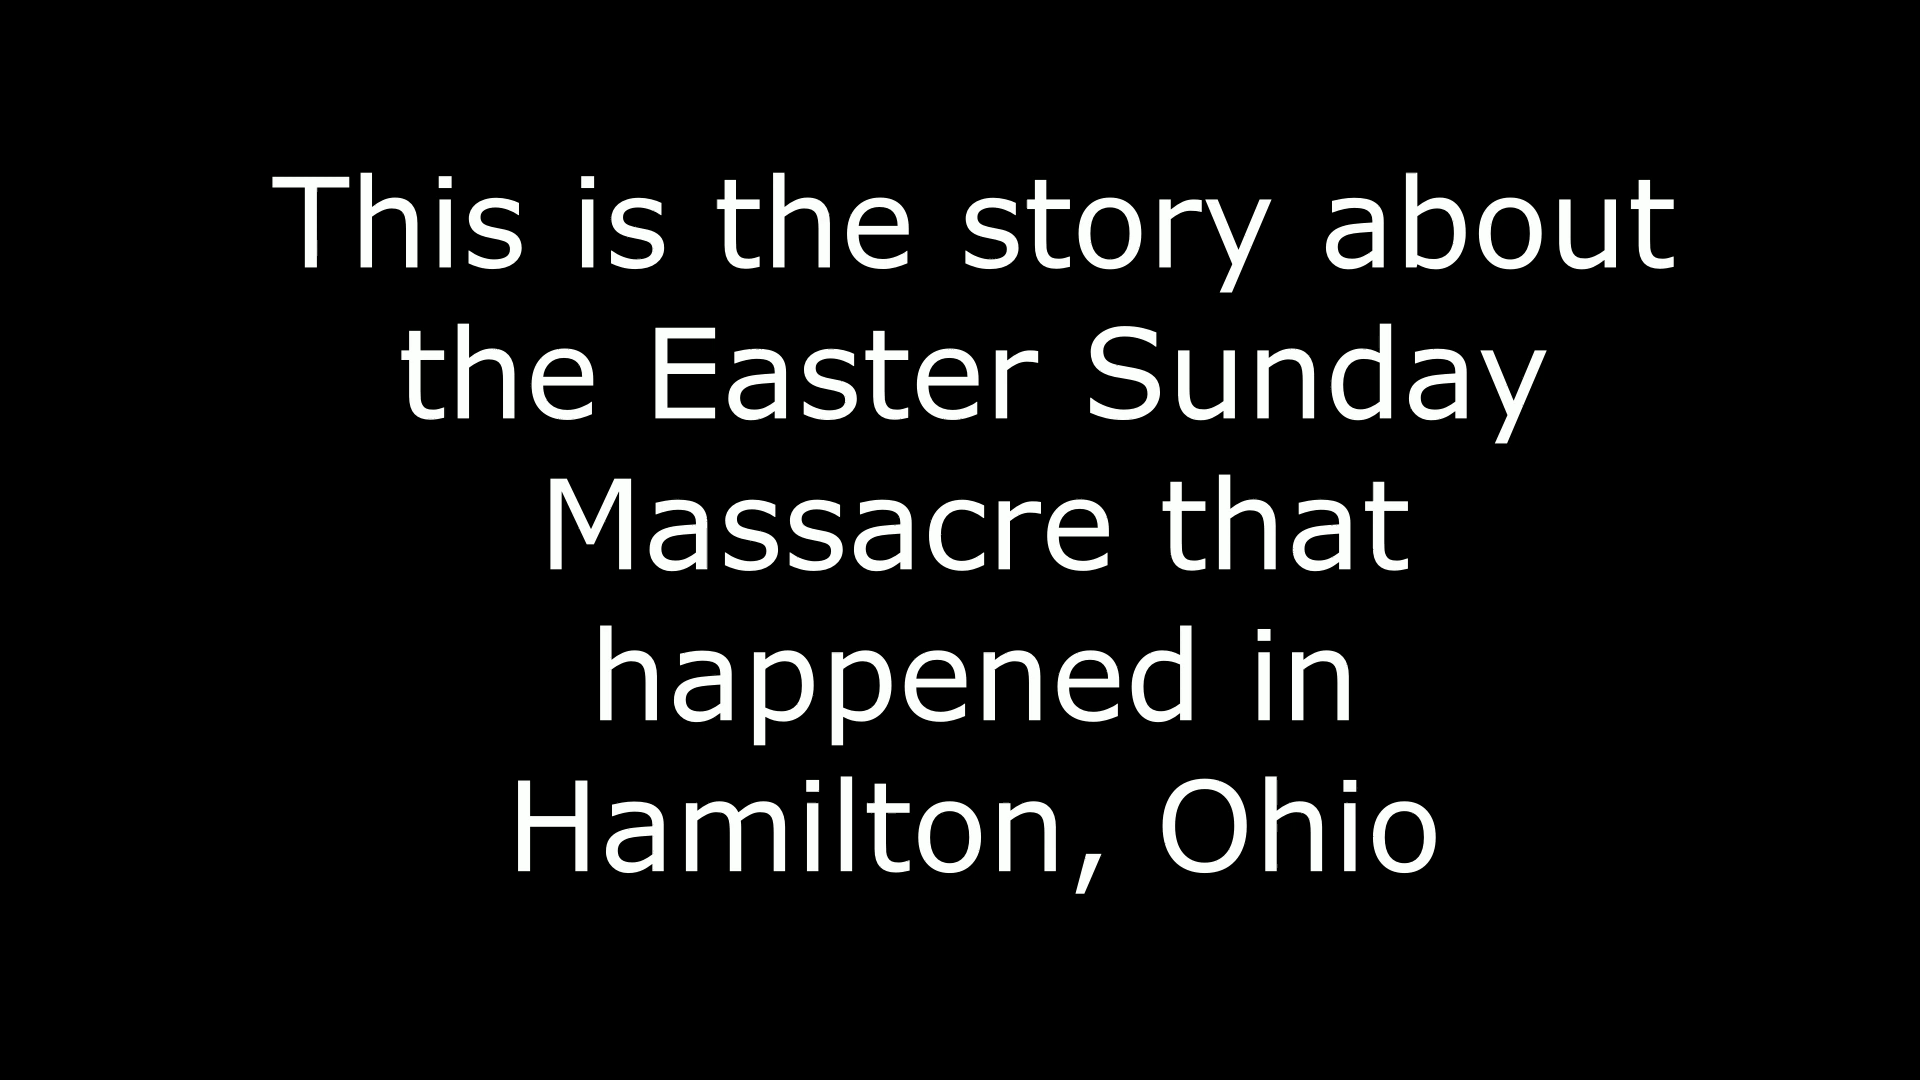 This is the story about
the Easter Sunday
Massacre that
happened in
Hamilton, Ohio